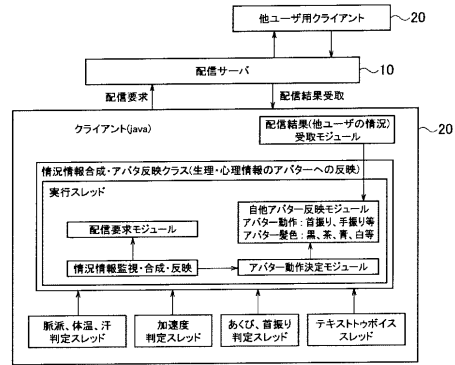 他ユーザ用クライアント
20
配信サーバ
10
配信要求
配信結果受取
クライアント(java)
20
配信結果(他ユーザの情況)
受取モジュール
情況情報合成・アバタ反映クラス(生理・心理情報のアバターへの反映)
実行スレッド
配信要求モジュール
自他アバター反映モジュール
アバター動作:首振り、手振り等
アバター髪色:黒、茶、青、白等
情況情報監視・合成・反映
アバター動作決定モジュール
脈派、体温、汗
判定スレッド
加速度
判定スレッド
あくび、首振り
判定スレッド
テキストトゥボイス
スレッド